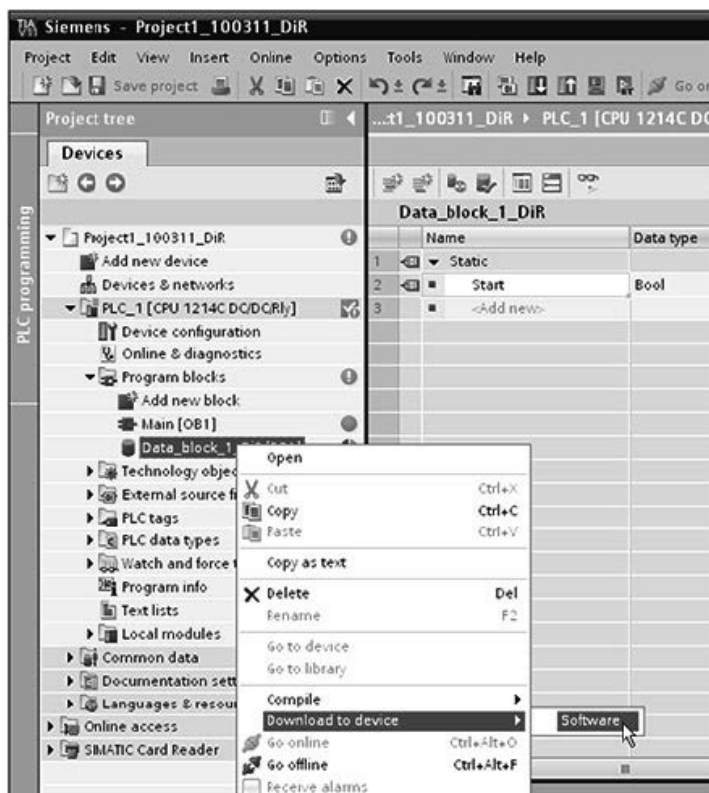 Siemens - Project1_100311_DiR
Project Edit View Insert Online Options Tools Window Help
Save project Go
Project tree
...t1_100311_DiR PLC_1 [CPU 1214C
Devices
PLC programming
Data_block_1_DiR
Name Data type
Project1_100311_DiR
Add new device
Devices & networks
PLC_1 [CPU 1214C DC/DC/Rly]
Device configuration
Online & diagnostics
Program blocks
Add new block
Main [OB1]
Data_block_1
Technology
External source
PLC tags
PLC data types
Watch and force
Program info
Text lists
Local modules
Common data
Documentation
Languages &
Online access
SIMATIC Card Reader
1 Static
2 Start Bool
3 <Add new>
Open
Cut Ctrl+X
Copy Ctrl+C
Paste Ctrl+V
Copy as text
Delete Del
Rename F2
Go to device
Go to library
Compile
Download to device
Software
Go online Ctrl+Alt+O
Go offline Ctrl+Alt+F
Receive alarms